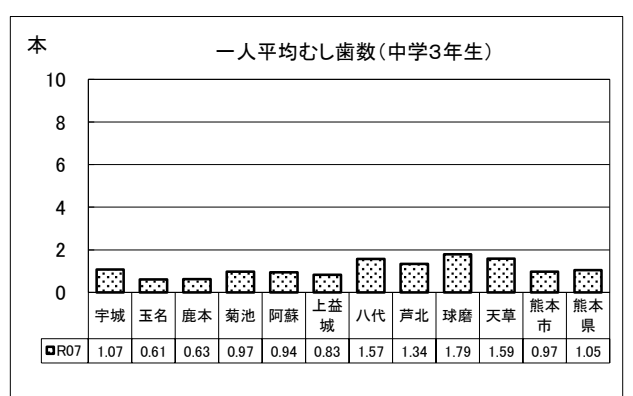 本
一人平均むし歯数(中学3年生)
10
8
6
4
2
0
宇城 玉名 鹿本 菊池 阿蘇 上益城 八代 芦北 球磨 天草 熊本市 熊本県
R07 1.07 0.61 0.63 0.97 0.94 0.83 1.57 1.34 1.79 1.59 0.97 1.05